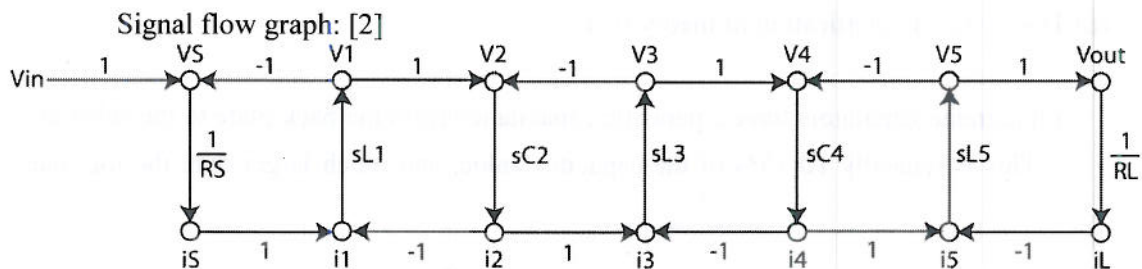 Signal flow graph: [2]
VS V1 V2 V3 V4 V5 Vout
1 -1 1 -1 1 -1 1
Vin
1/RS sL1 sC2 sL3 sC4 sL5 1/RL
1 -1 1 -1 1 -1
iS i1 i2 i3 i4 i5 iL